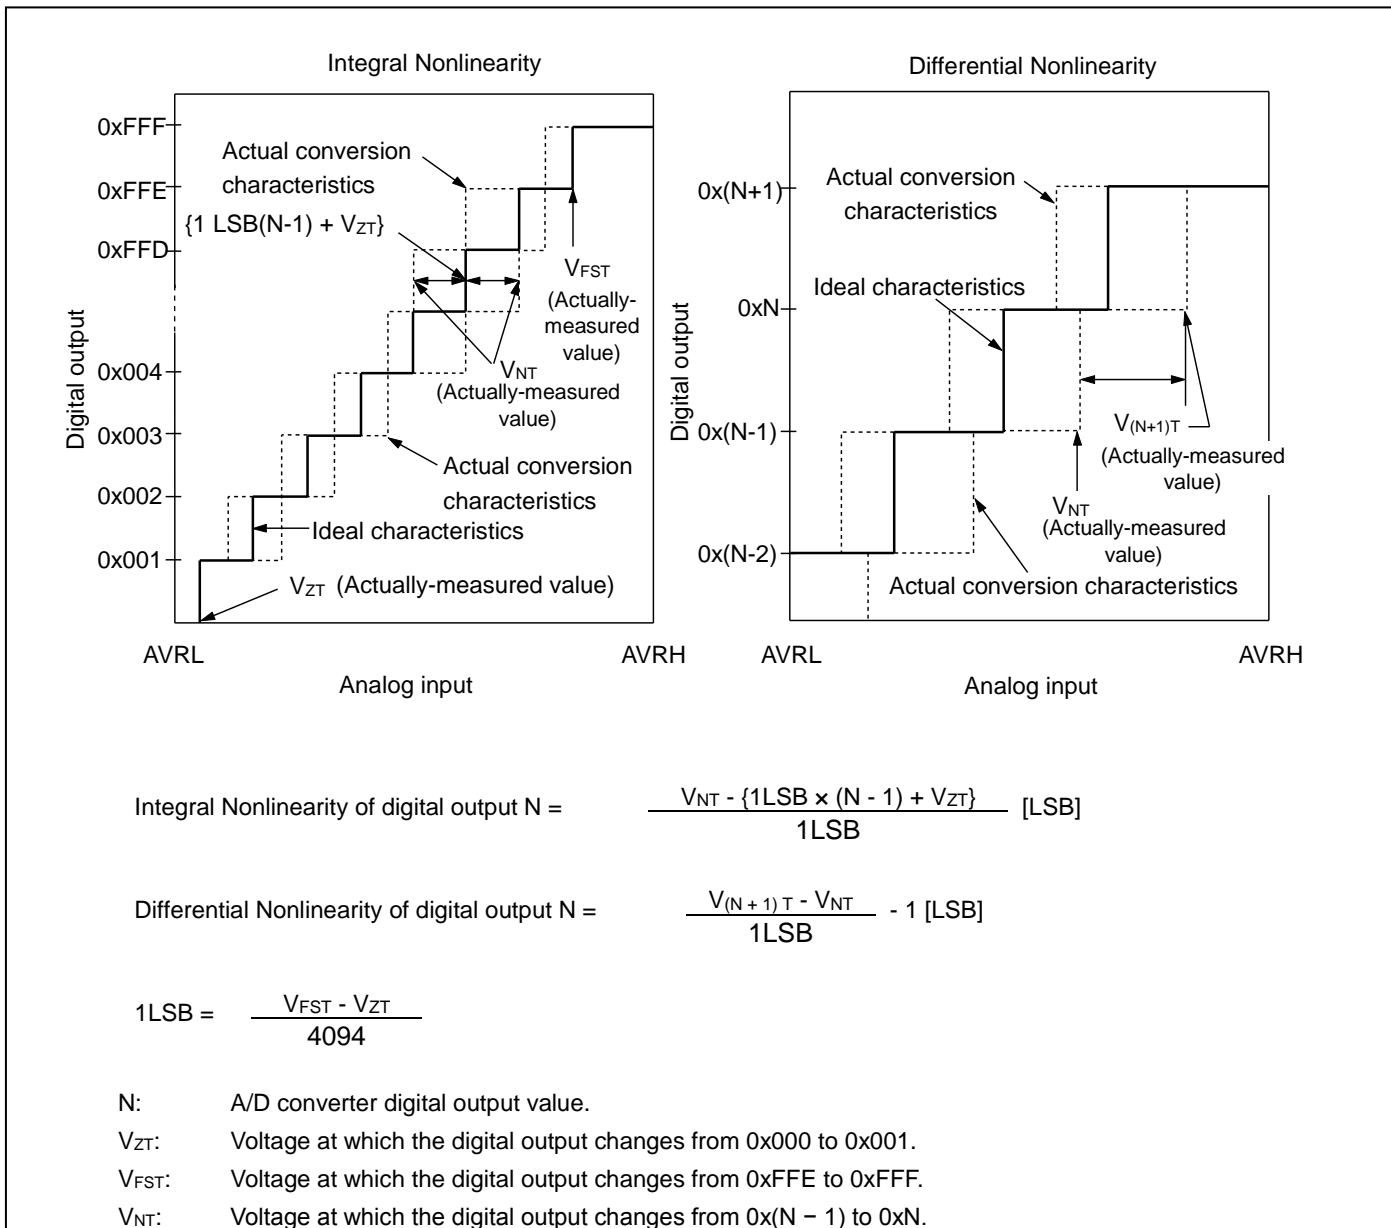 Integral Nonlinearity
0xFFF
0xFFE
0xFFD
0x004
0x003
0x002
0x001
Digital output
Actual conversion
characteristics
{1 LSB(N-1) + VZT}
VFST
(Actually-
measured
value)
VNT
(Actually-measured
value)
Actual conversion
characteristics
Ideal characteristics
VZT (Actually-measured value)
AVRL
AVRH
Analog input
Differential Nonlinearity
0x(N+1)
0xN
0x(N-1)
0x(N-2)
Digital output
Actual conversion
characteristics
Ideal characteristics
V(N+1)T
(Actually-measured
value)
VNT
(Actually-measured
value)
Actual conversion characteristics
AVRL
AVRH
Analog input
Integral Nonlinearity of digital output N =
VNT - {1LSB × (N - 1) + VZT}
1LSB
[LSB]
Differential Nonlinearity of digital output N =
V(N + 1) T - VNT
1LSB
- 1 [LSB]
1LSB =
VFST - VZT
4094
N: A/D converter digital output value.
VZT: Voltage at which the digital output changes from 0x000 to 0x001.
VFST: Voltage at which the digital output changes from 0xFFE to 0xFFF.
VNT: Voltage at which the digital output changes from 0x(N − 1) to 0xN.